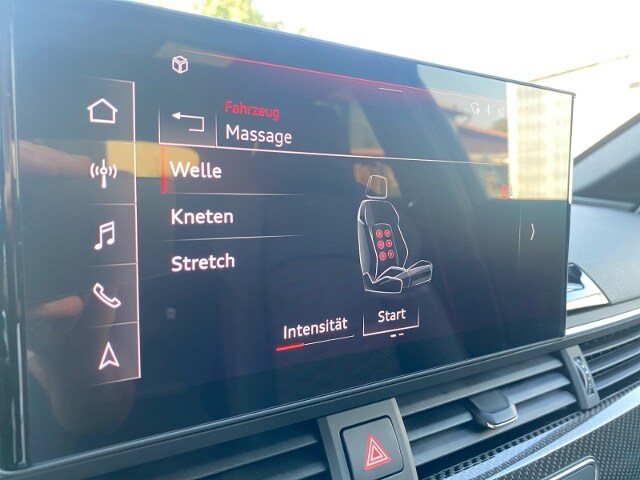 Fahrzeug
Massage
Welle
Kneten
Stretch
Intensität
Start